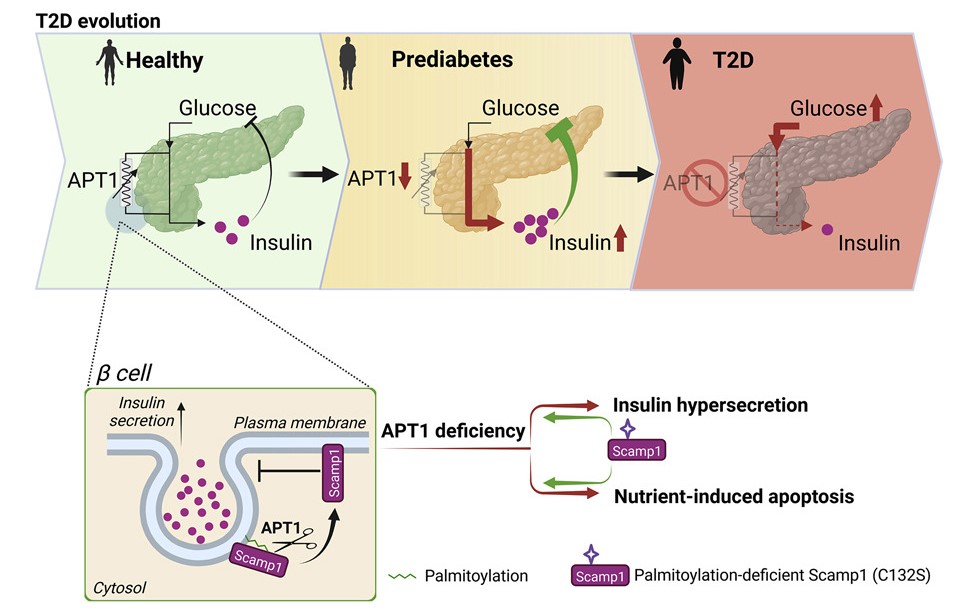 T2D evolution
Healthy
Prediabetes
T2D
Glucose
Glucose
Glucose
APT1
APT1
APT1
Insulin
Insulin
Insulin
β cell
Insulin
secretion
Plasma membrane
Scamp1
APT1
Scamp1
Cytosol
APT1 deficiency
Insulin hypersecretion
Scamp1
Nutrient-induced apoptosis
Palmitoylation
Scamp1
Palmitoylation-deficient Scamp1 (C132S)